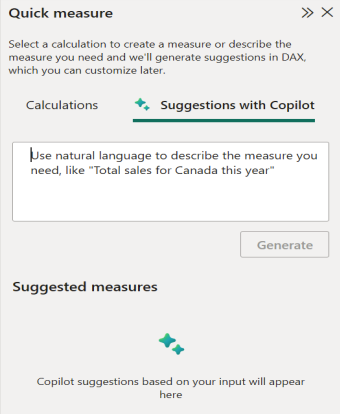 Quick measure
Select a calculation to create a measure or describe the
measure you need and we'll generate suggestions in DAX,
which you can customize later.
Calculations
Suggestions with Copilot
Use natural language to describe the measure you
need, like "Total sales for Canada this year"
Generate
Suggested measures
Copilot suggestions based on your input will appear
here